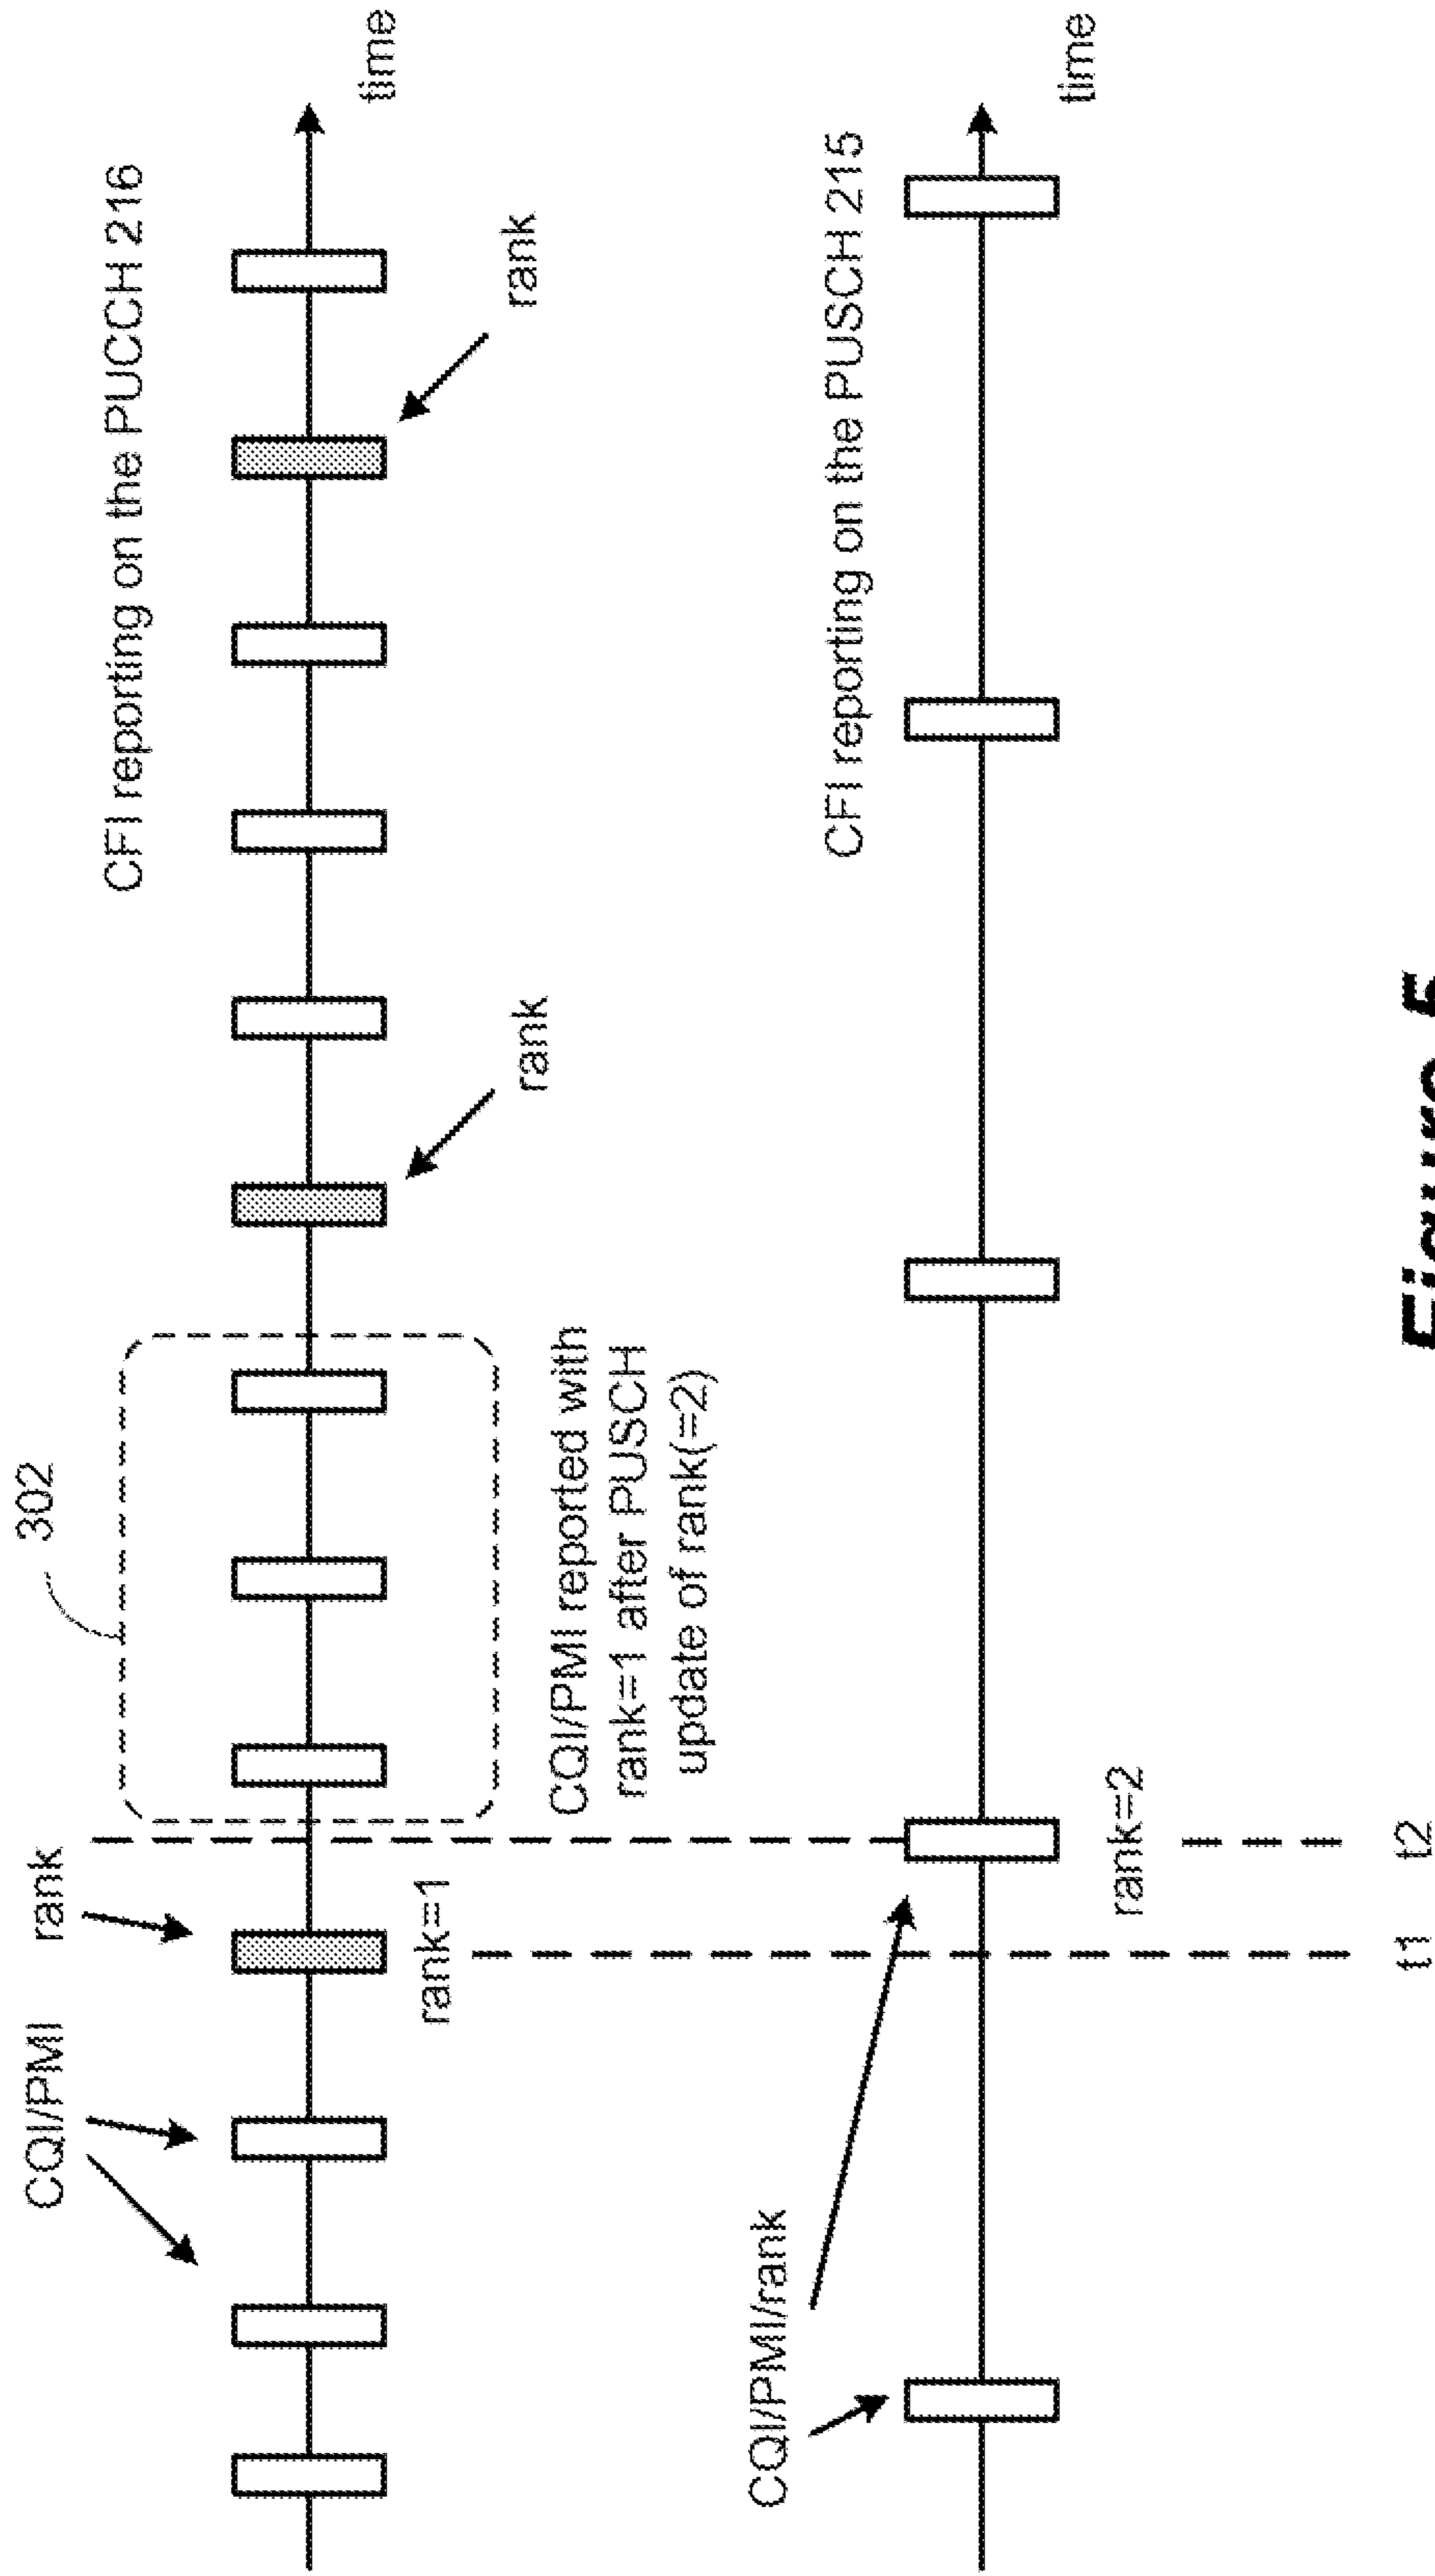 CFI reporting on the PUCCH 216
302
CQI/PMI
rank
rank=1
CQI/PMI reported with
rank=1 after PUSCH
update of rank(=2)
rank
rank
time
CFI reporting on the PUSCH 215
CQI/PMI/rank
rank=2
time
t1
t2